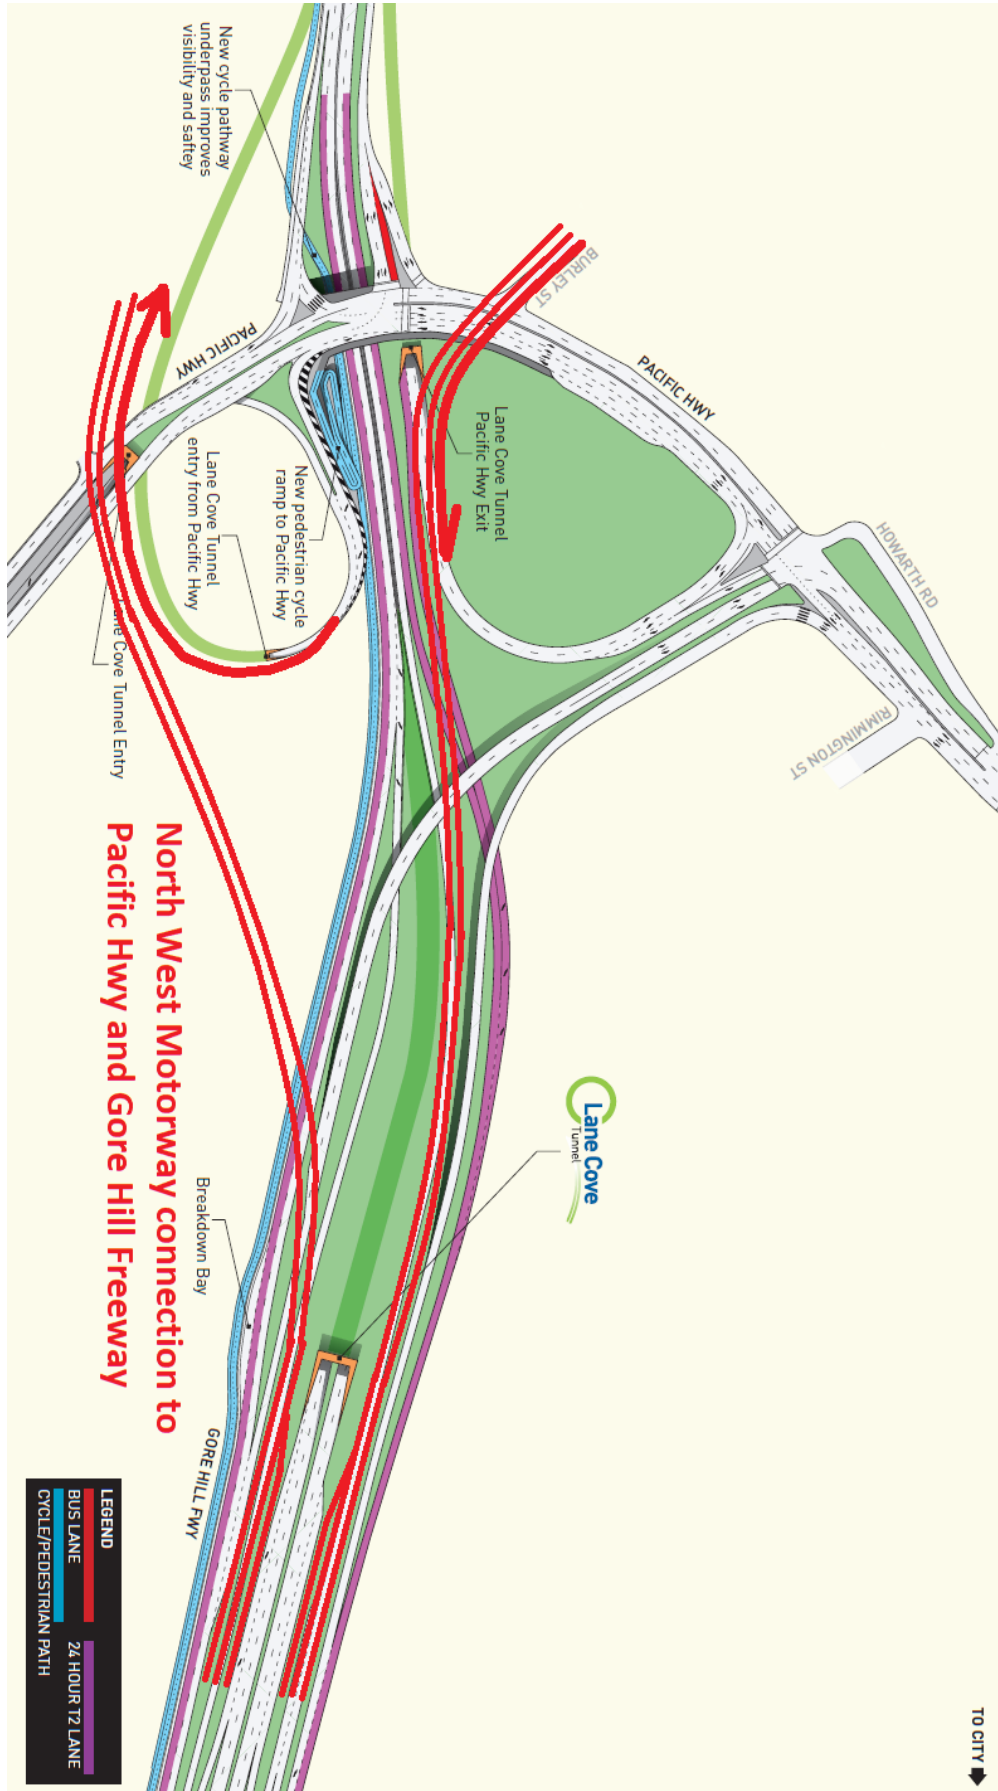 New cycle pathway
underpass improves
visibility and saftey
BURLEY ST
PACIFIC HWY
PACIFIC HWY
Lane Cove Tunnel
Pacific Hwy Exit
HOWARTH RD
RIMMINGTON ST
New pedestrian cycle
ramp to Pacific Hwy
Lane Cove Tunnel
entry from Pacific Hwy
Cove Tunnel Entry
North West Motorway connection to
Pacific Hwy and Gore Hill Freeway
Lane Cove
Tunnel
Breakdown Bay
GORE HILL FWY
LEGEND
BUS LANE
24 HOUR T2 LANE
CYCLE/PEDESTRIAN PATH
TO CITY